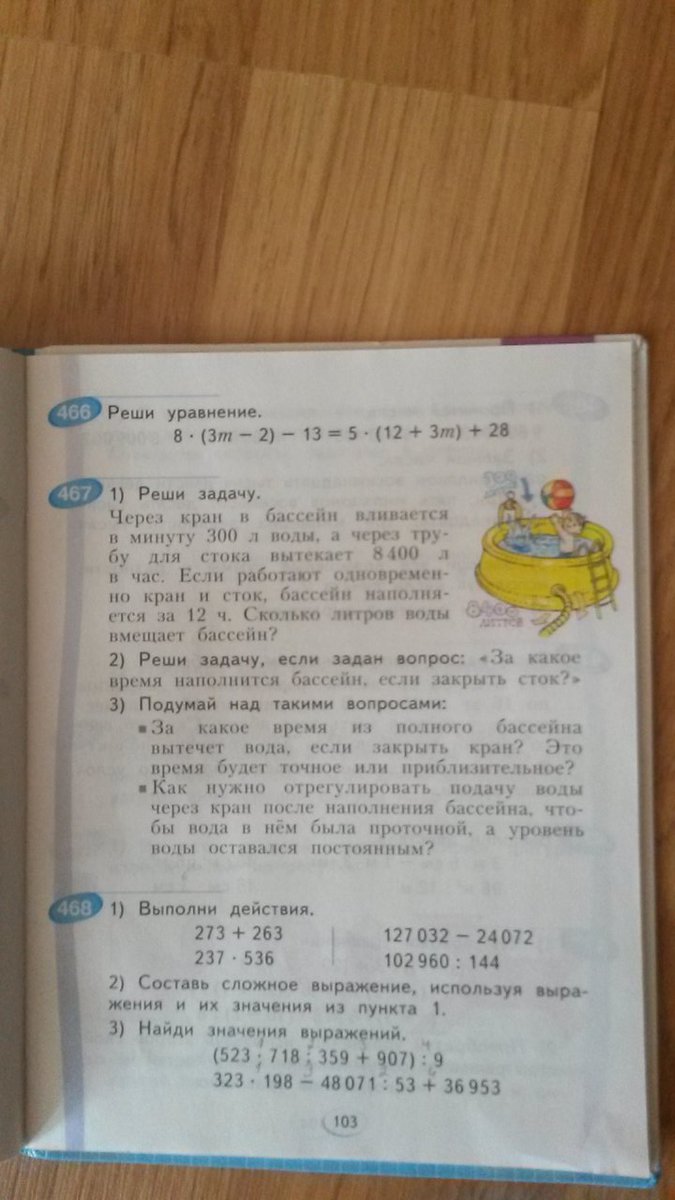 466 Реши уравнение.
8 · (3m − 2) − 13 = 5 · (12 + 3m) + 28
467 1) Реши задачу.
Через кран в бассейн вливается
в минуту 300 л воды, а через тру-
бу для стока вытекает 8 400 л
в час. Если работают одновремен-
но кран и сток, бассейн наполня-
ется за 12 ч. Сколько литров воды
вмещает бассейн?
8400
ЛИТРОВ
2) Реши задачу, если задан вопрос: «За какое
время наполнится бассейн, если закрыть сток?»
3) Подумай над такими вопросами:
▪ За какое время из полного бассейна
вытечет вода, если закрыть кран? Это
время будет точное или приблизительное?
▪ Как нужно отрегулировать подачу воды
через кран после наполнения бассейна, что-
бы вода в нём была проточной, а уровень
воды оставался постоянным?
468 1) Выполни действия.
273 + 263 127 032 − 24 072
237 · 536 102 960 : 144
2) Составь сложное выражение, используя выра-
жения и их значения из пункта 1.
3) Найди значения выражений.
(523 · 718 : 359 + 907) : 9
323 · 198 − 48 071 : 53 + 36 953
103